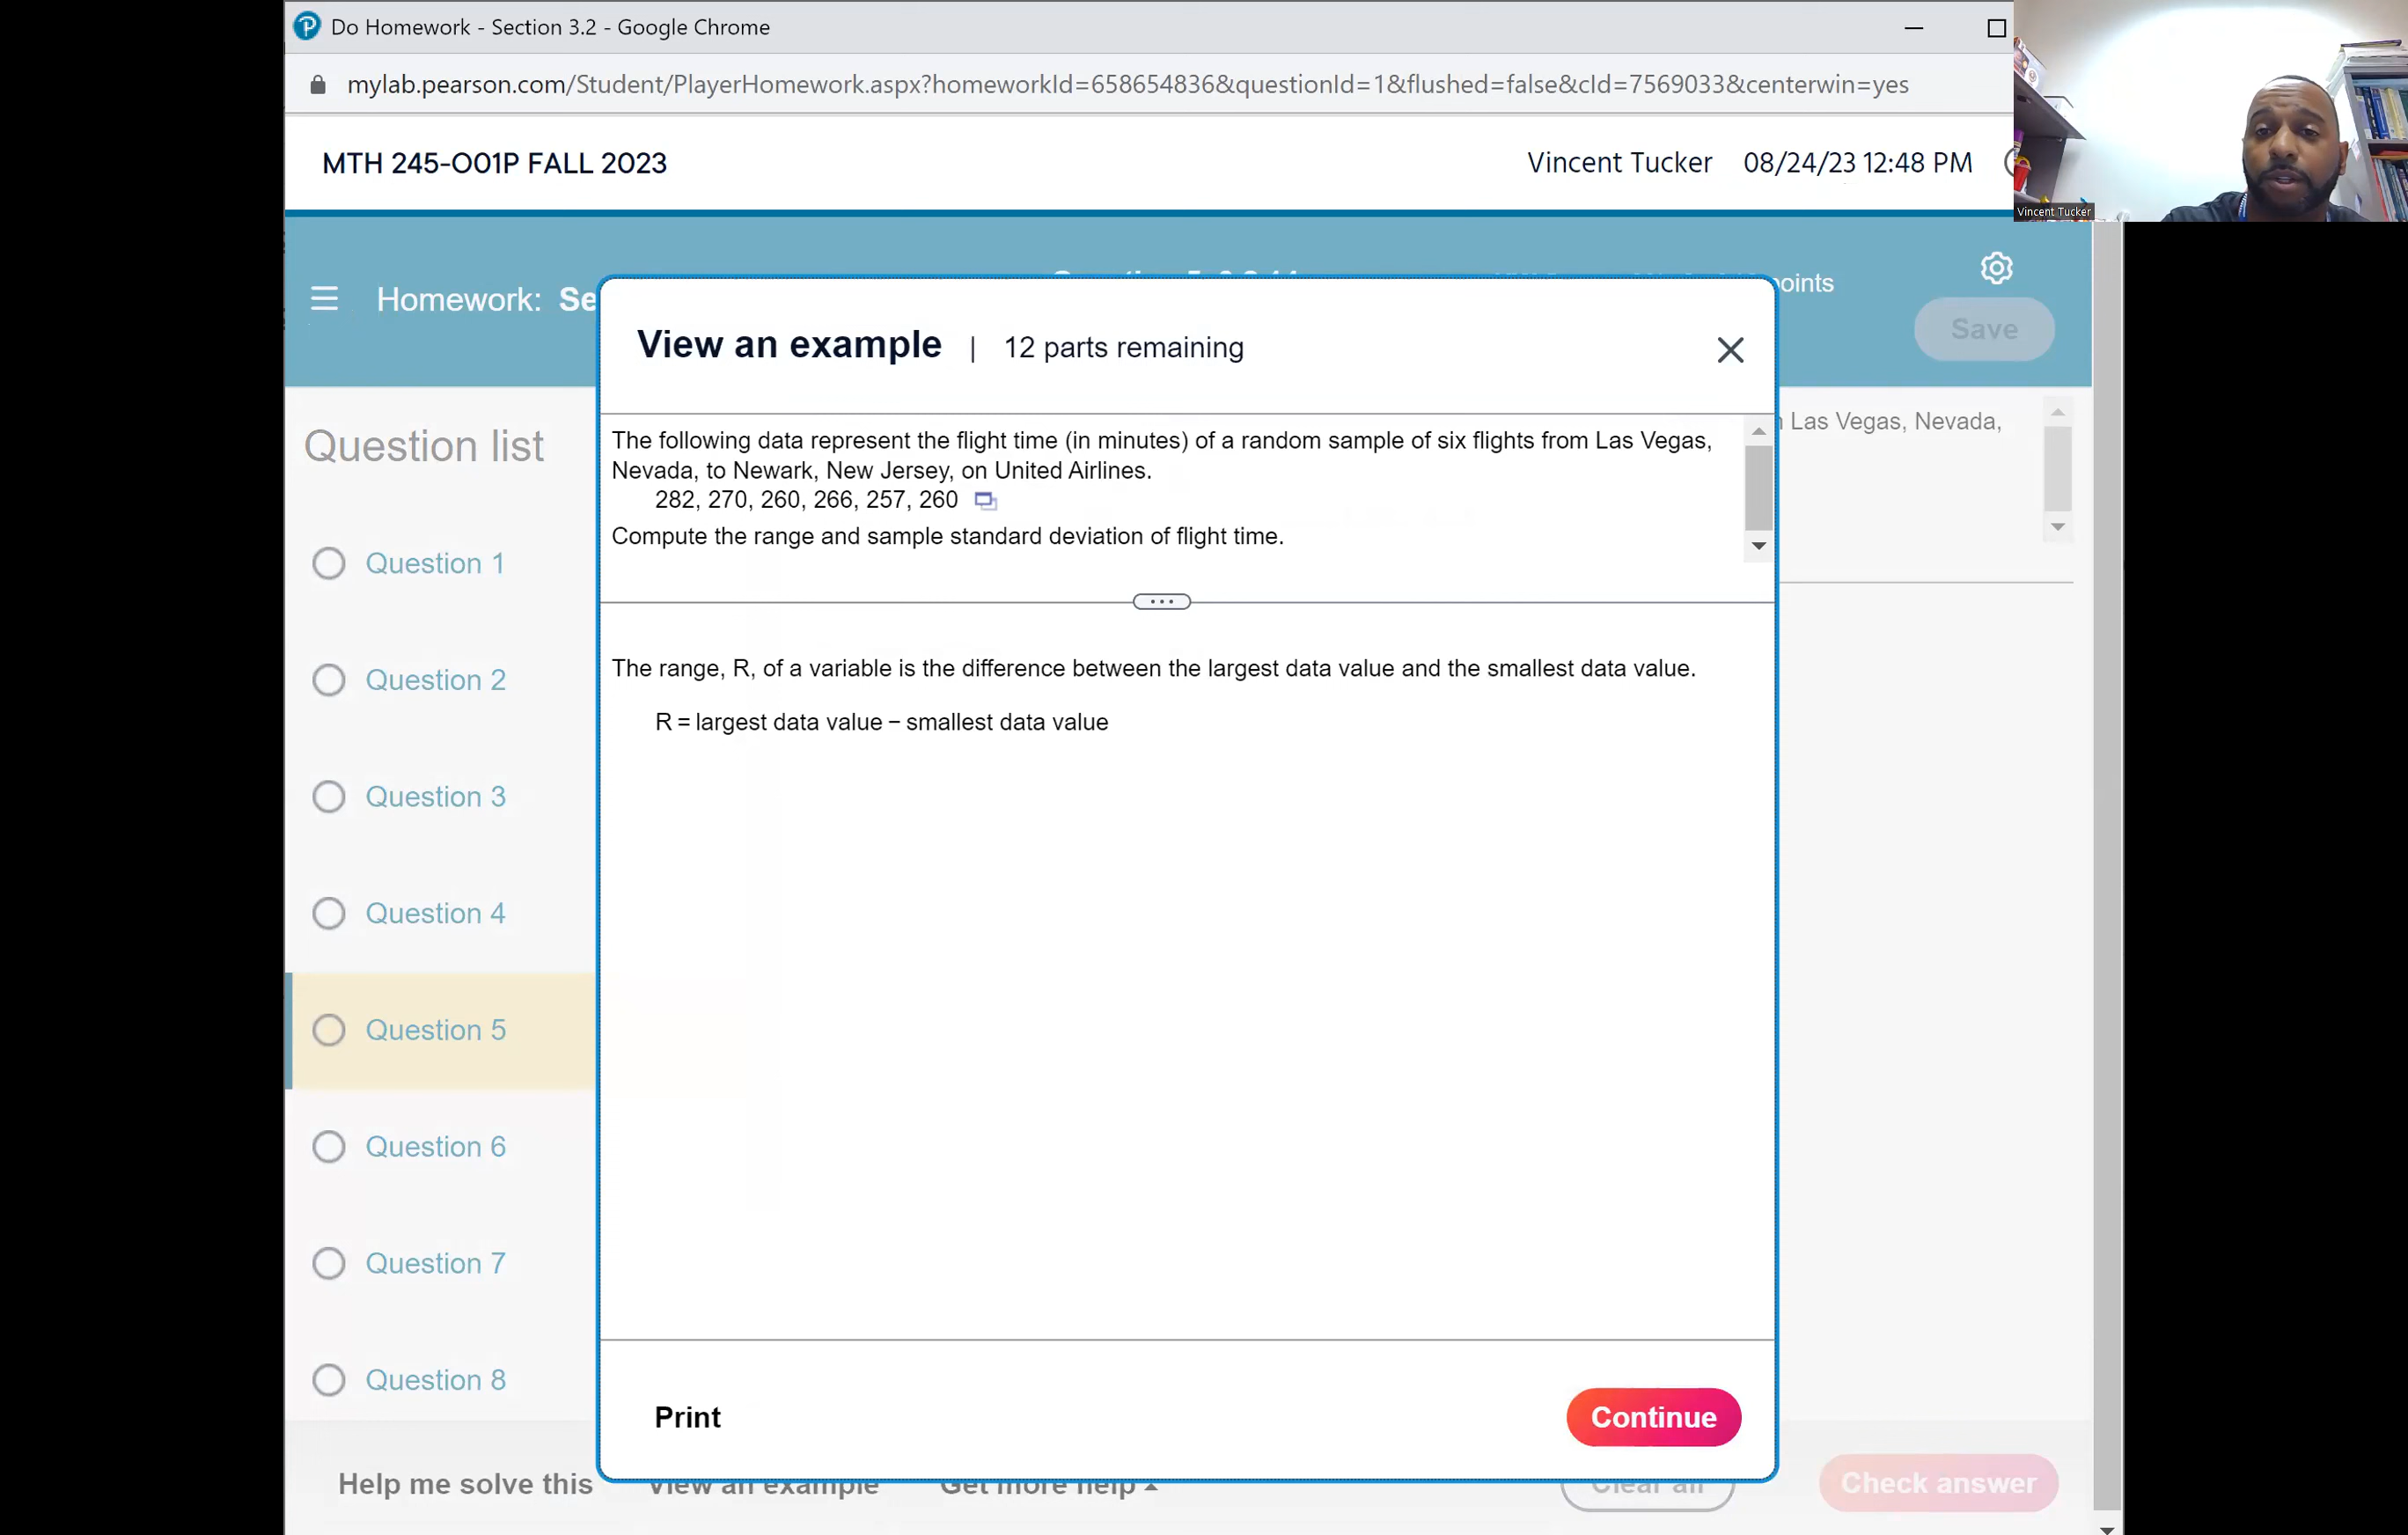 Do Homework - Section 3.2 - Google Chrome
mylab.pearson.com/Student/PlayerHomework.aspx?homeworkId=658654836&questionId=1&flushed=false&cId=7569033&centerwin=yes
MTH 245-O01P FALL 2023
Vincent Tucker 08/24/23 12:48 PM
Vincent Tucker
Homework: Se
points
Save
View an example | 12 parts remaining
Las Vegas, Nevada,
Question list
The following data represent the flight time (in minutes) of a random sample of six flights from Las Vegas,
Nevada, to Newark, New Jersey, on United Airlines.
282, 270, 260, 266, 257, 260
Compute the range and sample standard deviation of flight time.
The range, R, of a variable is the difference between the largest data value and the smallest data value.
R = largest data value − smallest data value
Question 1
Question 2
Question 3
Question 4
Question 5
Question 6
Question 7
Question 8
Print
Continue
Help me solve this
View an example
Get more help
Clear all
Check answer